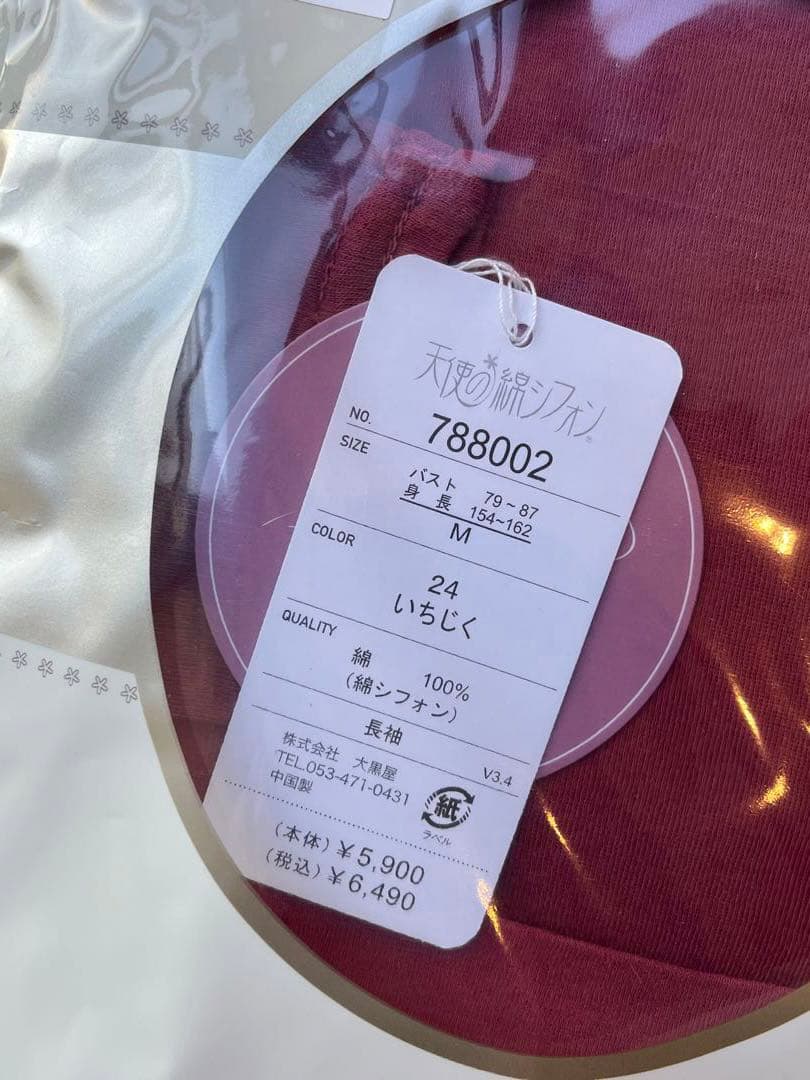 天使の綿シフォン®
NO. 788002
SIZE
バスト 79~87
身長 154~162
M
COLOR
24
いちじく
QUALITY
綿 100%
(綿シフォン)
長袖
V3.4
株式会社 大黒屋
TEL.053-471-0431
中国製
紙
ラベル
(本体)¥5,900
(税込)¥6,490